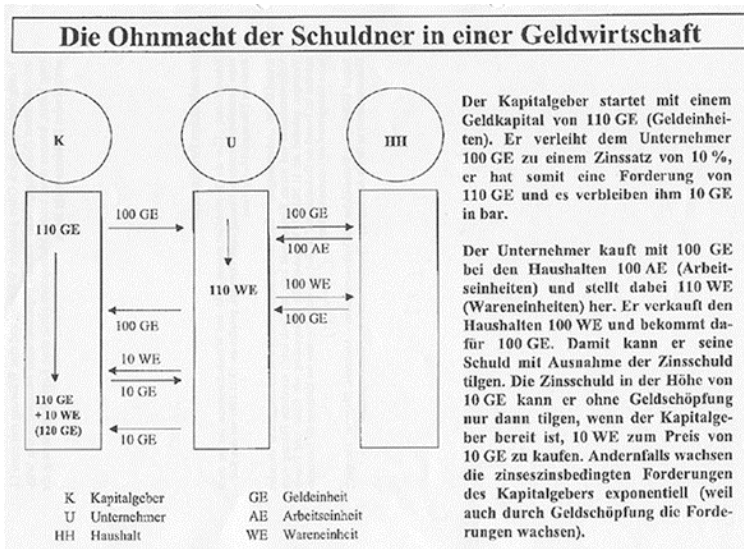 Die Ohnmacht der Schuldner in einer Geldwirtschaft
K
U
HH
110 GE
100 GE
100 GE
100 AE
110 WE
100 WE
100 GE
100 GE
10 WE
10 GE
110 GE
+ 10 WE
(120 GE)
10 GE
K Kapitalgeber
U Unternehmer
HH Haushalt
GE Geldeinheit
AE Arbeitseinheit
WE Wareneinheit
Der Kapitalgeber startet mit einem
Geldkapital von 110 GE (Geldeinhei-
ten). Er verleiht dem Unternehmer
100 GE zu einem Zinssatz von 10 %,
er hat somit eine Forderung von
110 GE und es verbleiben ihm 10 GE
in bar.
Der Unternehmer kauft mit 100 GE
bei den Haushalten 100 AE (Arbeit-
seinheiten) und stellt dabei 110 WE
(Wareneinheiten) her. Er verkauft den
Haushalten 100 WE und bekommt da-
für 100 GE. Damit kann er seine
Schuld mit Ausnahme der Zinsschuld
tilgen. Die Zinsschuld in der Höhe von
10 GE kann er ohne Geldschöpfung
nur dann tilgen, wenn der Kapitalge-
ber bereit ist, 10 WE zum Preis von
10 GE zu kaufen. Andernfalls wachsen
die zinseszinsbedingten Forderungen
des Kapitalgebers exponentiell (weil
auch durch Geldschöpfung die Forde-
rungen wachsen).